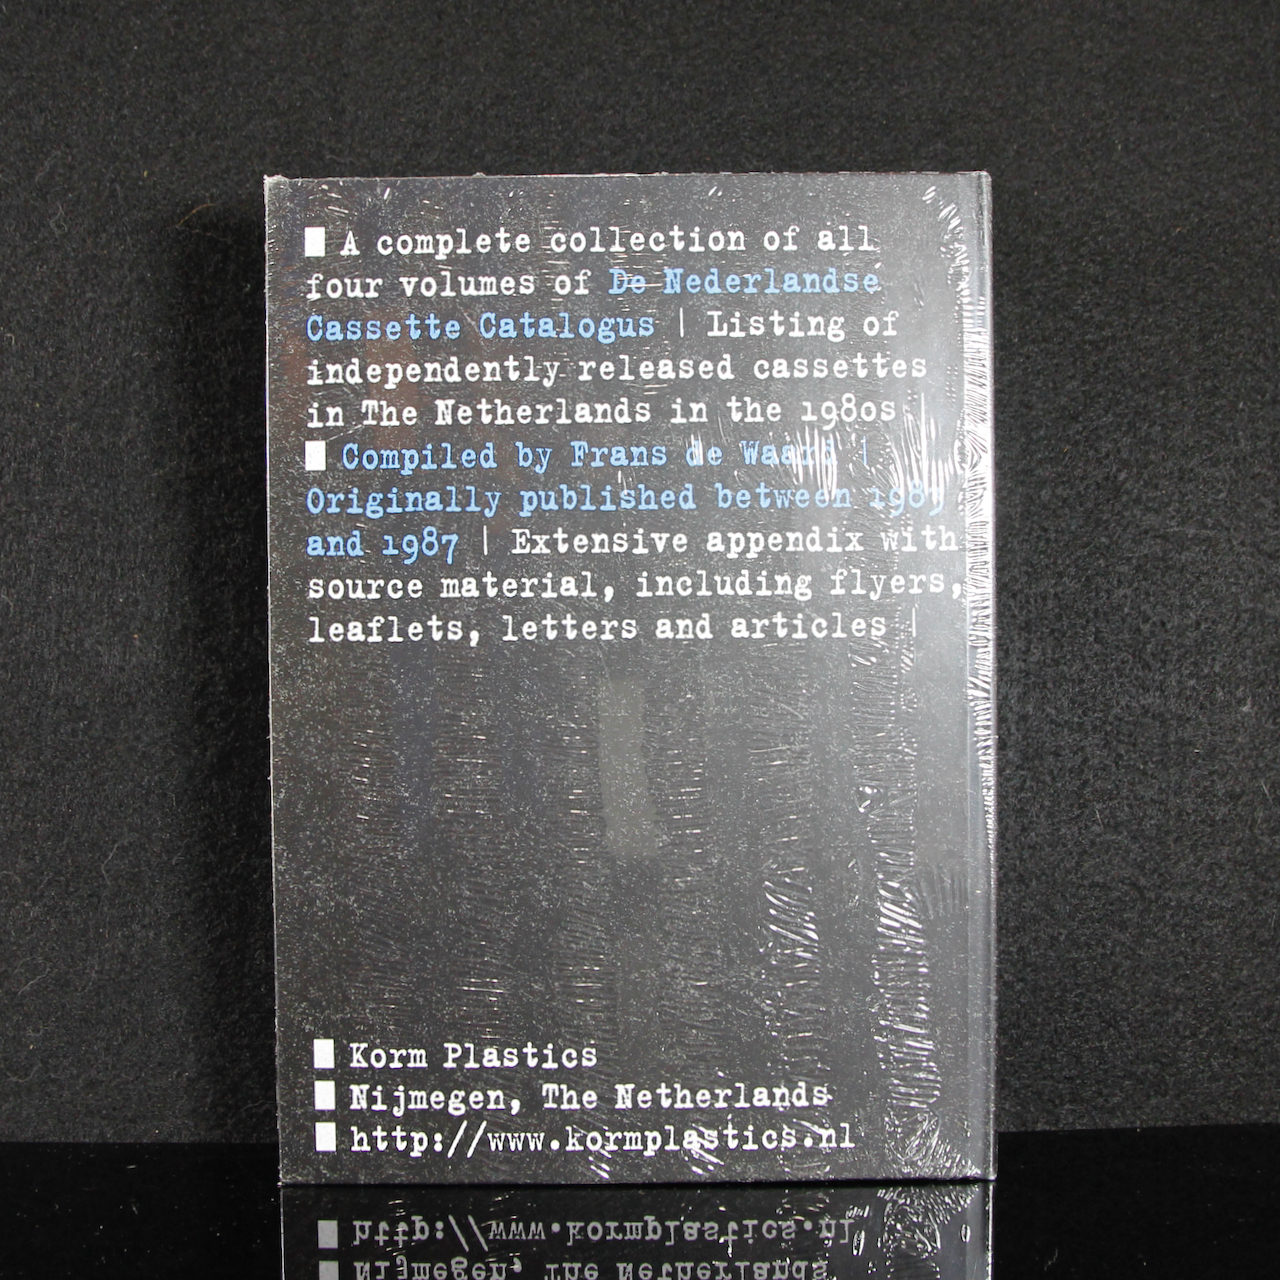 ■ A complete collection of all
four volumes of De Nederlandse
Cassette Catalogus | Listing of
independently released cassettes
in The Netherlands in the 1980s |
■ Compiled by Frans de Waard |
Originally published between
and 1987 | Extensive appendix with
source material, including flyers,
leaflets, letters and articles |
■ Korm Plastics
■ Nijmegen, The Netherlands
■ http://www.kormplastics.nl